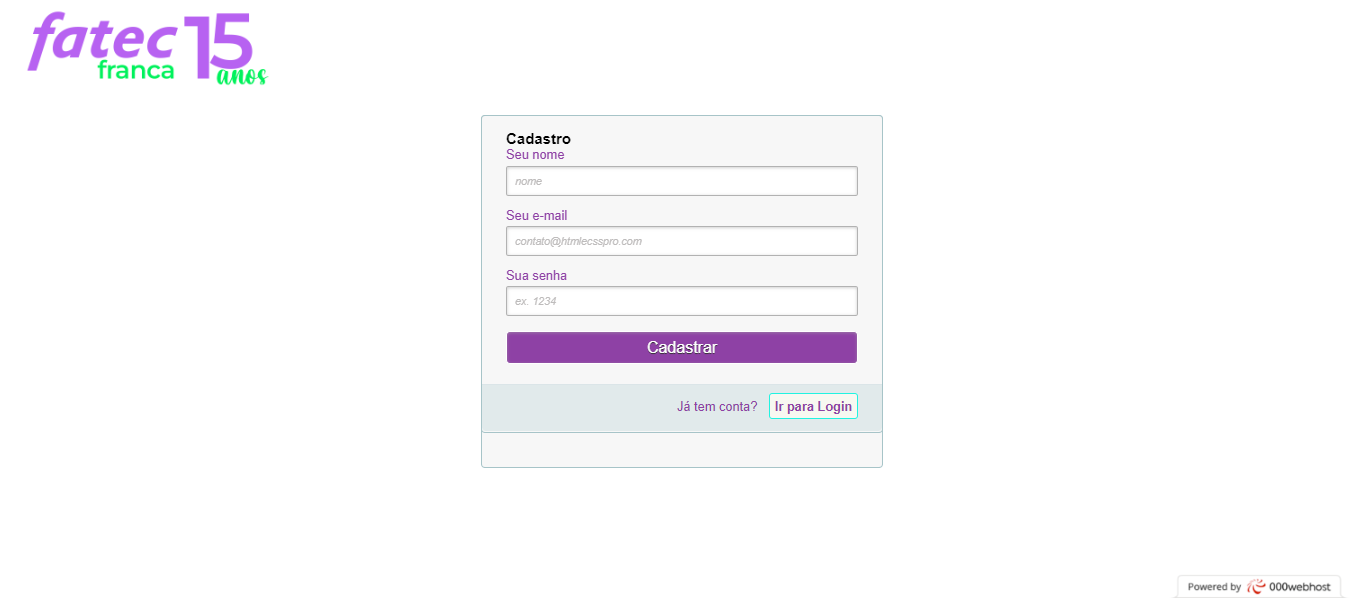 fatec 15
franca anos
Cadastro
Seu nome
nome
Seu e-mail
contato@htmlecsspro.com
Sua senha
ex. 1234
Cadastrar
Já tem conta? Ir para Login
Powered by 000webhost